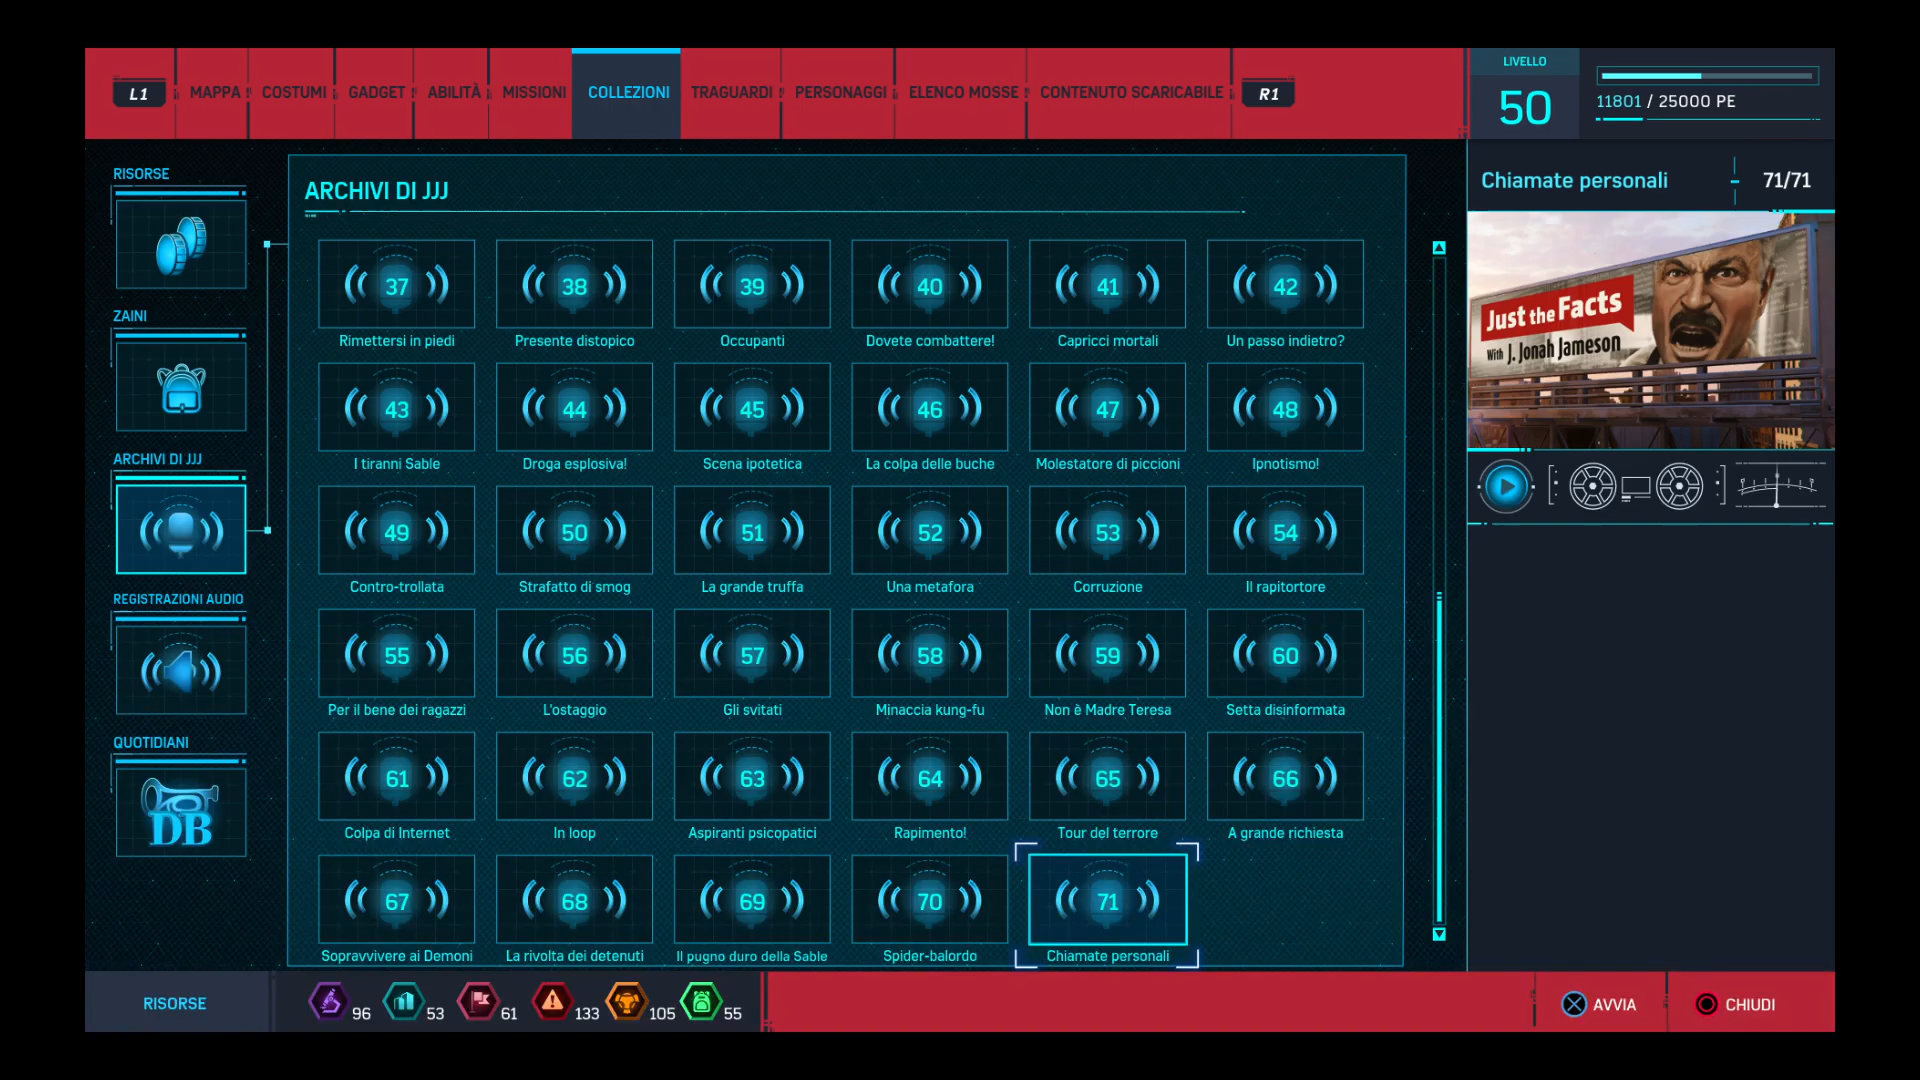 L1 MAPPA COSTUMI GADGET ABILITÀ MISSIONI COLLEZIONI TRAGUARDI PERSONAGGI ELENCO MOSSE CONTENUTO SCARICABILE R1
LIVELLO
50
11801 / 25000 PE
RISORSE
ZAINI
ARCHIVI DI JJJ
REGISTRAZIONI AUDIO
QUOTIDIANI
DB
ARCHIVI DI JJJ
37 38 39 40 41 42
Rimettersi in piedi Presente distopico Occupanti Dovete combattere! Capricci mortali Un passo indietro?
43 44 45 46 47 48
I tiranni Sable Droga esplosiva! Scena ipotetica La colpa delle buche Molestatore di piccioni Ipnotismo!
49 50 51 52 53 54
Contro-trollata Strafatto di smog La grande truffa Una metafora Corruzione Il rapitortore
55 56 57 58 59 60
Per il bene dei ragazzi L'ostaggio Gli svitati Minaccia kung-fu Non è Madre Teresa Setta disinformata
61 62 63 64 65 66
Colpa di Internet In loop Aspiranti psicopatici Rapimento! Tour del terrore A grande richiesta
67 68 69 70 71
Sopravvivere ai Demoni La rivolta dei detenuti Il pugno duro della Sable Spider-balordo Chiamate personali
Chiamate personali 71/71
Just the Facts
With J. Jonah Jameson
RISORSE 96 53 61 133 105 55
AVVIA CHIUDI